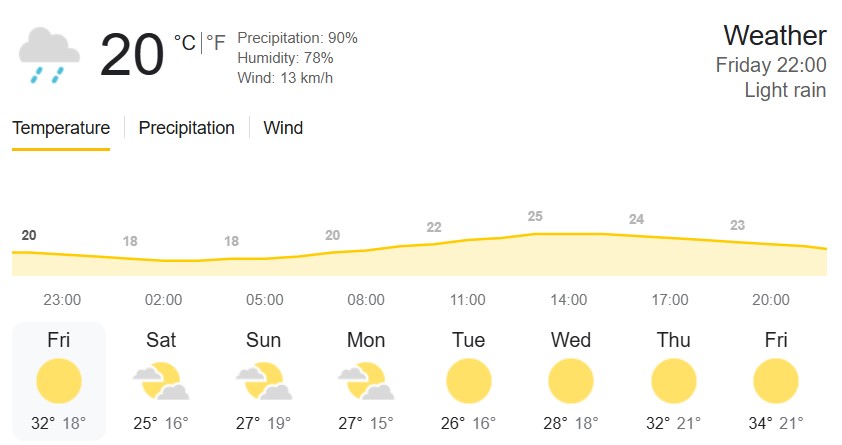 20 °C | °F
Precipitation: 90%
Humidity: 78%
Wind: 13 km/h
Weather
Friday 22:00
Light rain
Temperature | Precipitation | Wind
20 18 18 20 22 25 24 23
23:00 02:00 05:00 08:00 11:00 14:00 17:00 20:00
Fri Sat Sun Mon Tue Wed Thu Fri
32° 18° 25° 16° 27° 19° 27° 15° 26° 16° 28° 18° 32° 21° 34° 21°